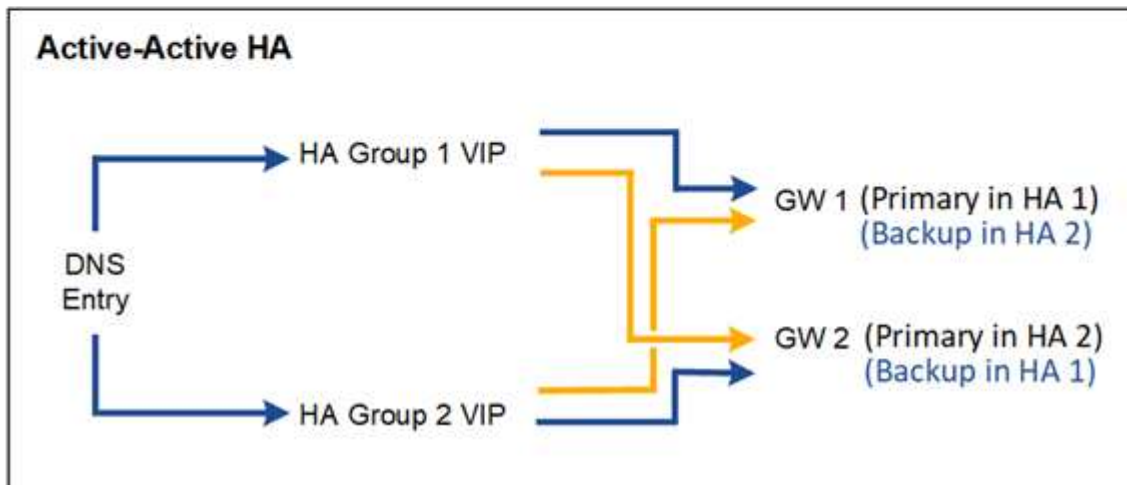 Active-Active HA
HA Group 1 VIP
GW 1 (Primary in HA 1)
(Backup in HA 2)
DNS
Entry
GW 2 (Primary in HA 2)
(Backup in HA 1)
HA Group 2 VIP